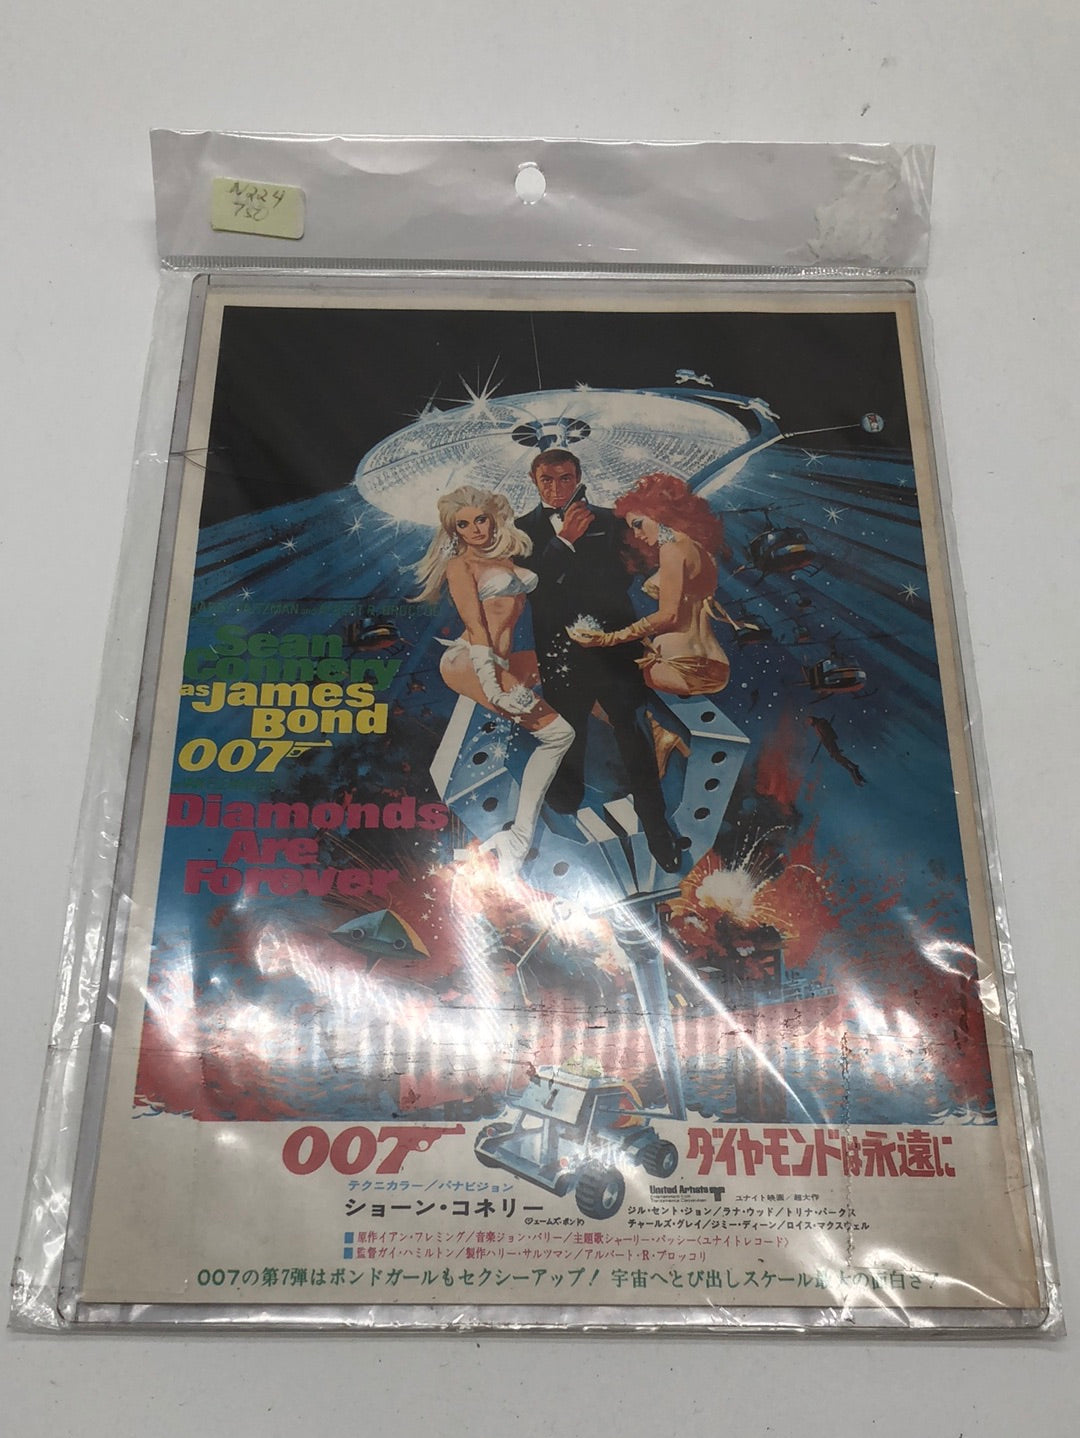 N224
750
HARRY SALTZMAN and ALBERT R. BROCCOLI
Sean
Connery
as James
Bond
007
Diamonds
Are
Forever
007 ダイヤモンドは永遠に
テクニカラー／パナビジョン
ショーン・コネリー
(ジェームズ・ボンド)
United Artists
ユナイト映画／超大作
ジル・セント・ジョン／ラナ・ウッド／トリナ・パークス
チャールズ・グレイ／ジミー・ディーン／ロイス・マクスウェル
■原作イアン・フレミング／音楽ジョン・バリー／主題歌シャーリー・バッシー〈ユナイトレコード〉
■監督ガイ・ハミルトン／製作ハリー・サルツマン／アルバート・R・ブロッコリ
007の第7弾はボンドガールもセクシーアップ！ 宇宙へとび出しスケール最大の面白さ！